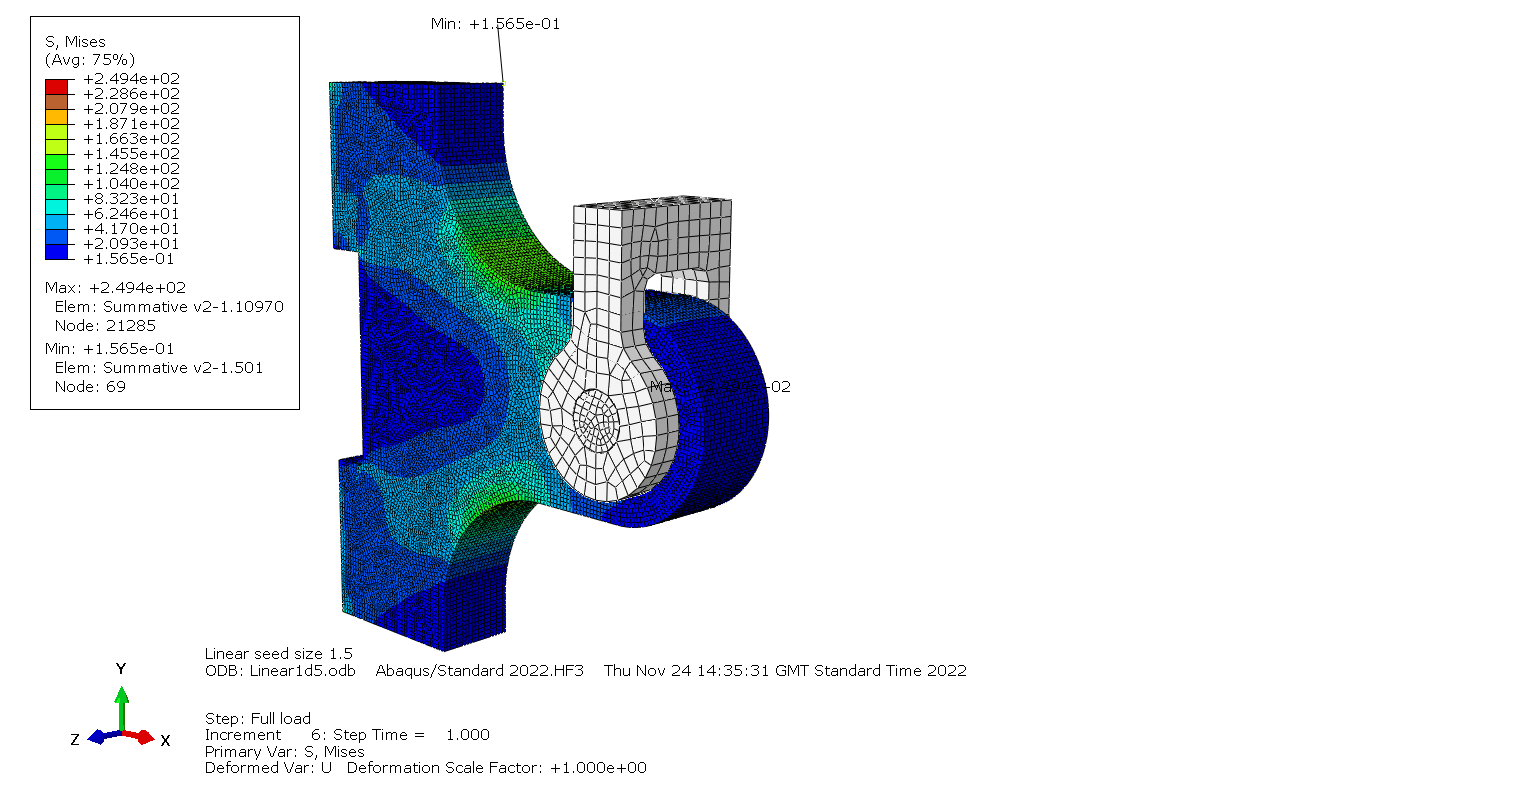 Min: +1.565e-01
S, Mises
(Avg: 75%)
+2.494e+02
+2.286e+02
+2.079e+02
+1.871e+02
+1.663e+02
+1.455e+02
+1.248e+02
+1.040e+02
+8.323e+01
+6.246e+01
+4.170e+01
+2.093e+01
+1.565e-01
Max: +2.494e+02
Elem: Summative v2-1.10970
Node: 21285
Min: +1.565e-01
Elem: Summative v2-1.501
Node: 69
Linear seed size 1.5
ODB: Linear1d5.odb Abaqus/Standard 2022.HF3 Thu Nov 24 14:35:31 GMT Standard Time 2022
Y
Z
X
Step: Full load
Increment 6: Step Time = 1.000
Primary Var: S, Mises
Deformed Var: U Deformation Scale Factor: +1.000e+00